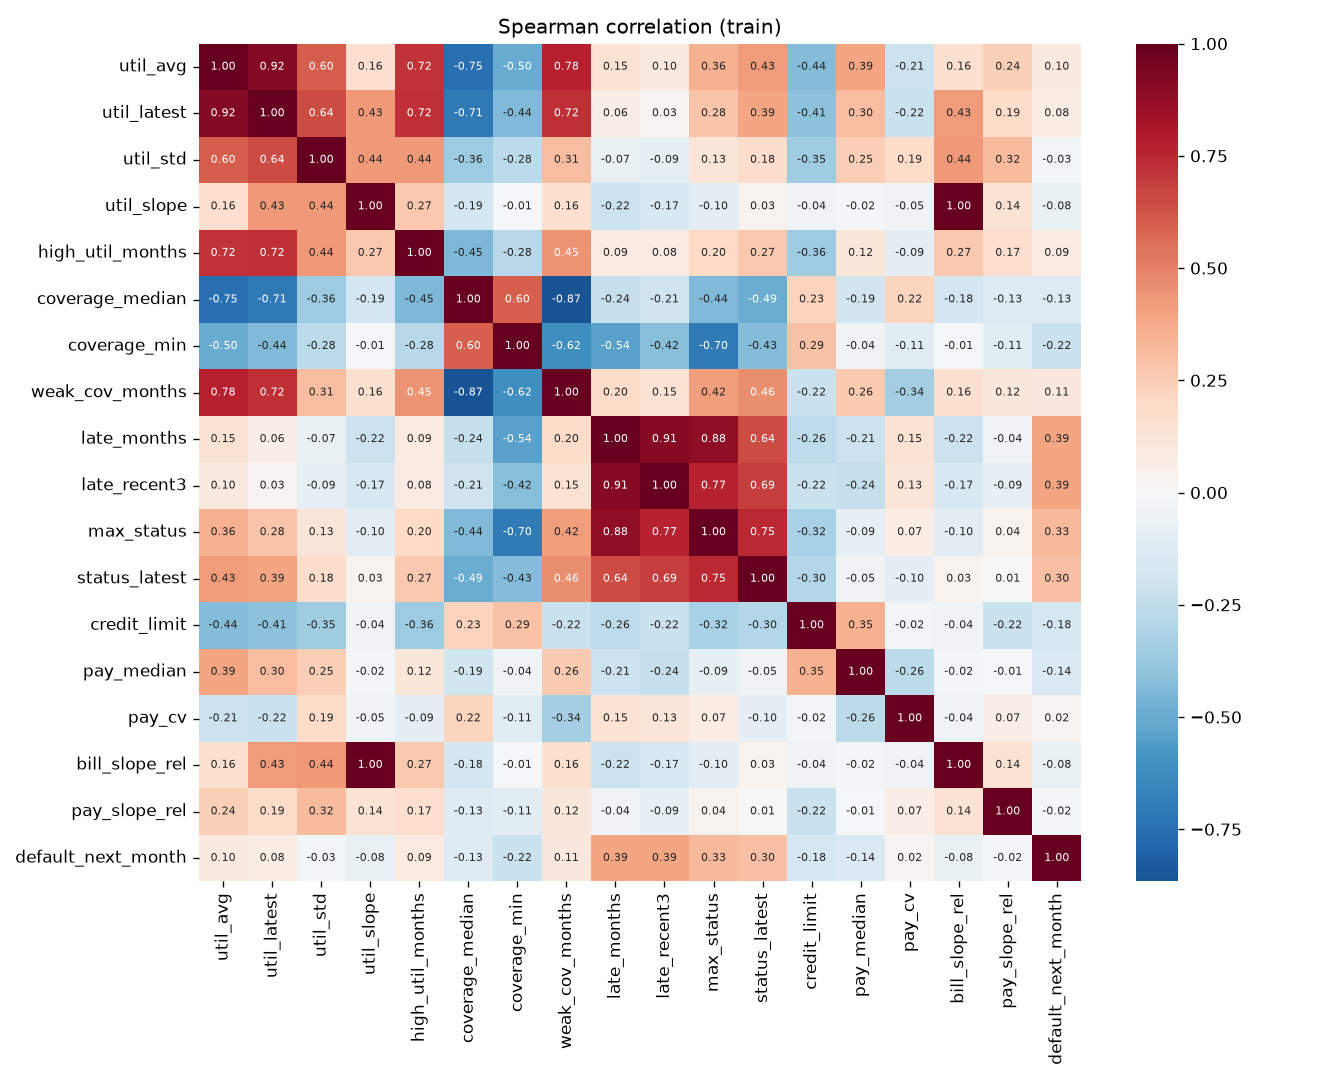 Spearman correlation (train)
util_avg 1.00 0.92 0.60 0.16 0.72 -0.75 -0.50 0.78 0.15 0.10 0.36 0.43 -0.44 0.39 -0.21 0.16 0.24 0.10
util_latest 0.92 1.00 0.64 0.43 0.72 -0.71 -0.44 0.72 0.06 0.03 0.28 0.39 -0.41 0.30 -0.22 0.43 0.19 0.08
util_std 0.60 0.64 1.00 0.44 0.44 -0.36 -0.28 0.31 -0.07 -0.09 0.13 0.18 -0.35 0.25 0.19 0.44 0.32 -0.03
util_slope 0.16 0.43 0.44 1.00 0.27 -0.19 -0.01 0.16 -0.22 -0.17 -0.10 0.03 -0.04 -0.02 -0.05 1.00 0.14 -0.08
high_util_months 0.72 0.72 0.44 0.27 1.00 -0.45 -0.28 0.45 0.09 0.08 0.20 0.27 -0.36 0.12 -0.09 0.27 0.17 0.09
coverage_median -0.75 -0.71 -0.36 -0.19 -0.45 1.00 0.60 -0.87 -0.24 -0.21 -0.44 -0.49 0.23 -0.19 0.22 -0.18 -0.13 -0.13
coverage_min -0.50 -0.44 -0.28 -0.01 -0.28 0.60 1.00 -0.62 -0.54 -0.42 -0.70 -0.43 0.29 -0.04 -0.11 -0.01 -0.11 -0.22
weak_cov_months 0.78 0.72 0.31 0.16 0.45 -0.87 -0.62 1.00 0.20 0.15 0.42 0.46 -0.22 0.26 -0.34 0.16 0.12 0.11
late_months 0.15 0.06 -0.07 -0.22 0.09 -0.24 -0.54 0.20 1.00 0.91 0.88 0.64 -0.26 -0.21 0.15 -0.22 -0.04 0.39
late_recent3 0.10 0.03 -0.09 -0.17 0.08 -0.21 -0.42 0.15 0.91 1.00 0.77 0.69 -0.22 -0.24 0.13 -0.17 -0.09 0.39
max_status 0.36 0.28 0.13 -0.10 0.20 -0.44 -0.70 0.42 0.88 0.77 1.00 0.75 -0.32 -0.09 0.07 -0.10 0.04 0.33
status_latest 0.43 0.39 0.18 0.03 0.27 -0.49 -0.43 0.46 0.64 0.69 0.75 1.00 -0.30 -0.05 -0.10 0.03 0.01 0.30
credit_limit -0.44 -0.41 -0.35 -0.04 -0.36 0.23 0.29 -0.22 -0.26 -0.22 -0.32 -0.30 1.00 0.35 -0.02 -0.04 -0.22 -0.18
pay_median 0.39 0.30 0.25 -0.02 0.12 -0.19 -0.04 0.26 -0.21 -0.24 -0.09 -0.05 0.35 1.00 -0.26 -0.02 -0.01 -0.14
pay_cv -0.21 -0.22 0.19 -0.05 -0.09 0.22 -0.11 -0.34 0.15 0.13 0.07 -0.10 -0.02 -0.26 1.00 -0.04 0.07 0.02
bill_slope_rel 0.16 0.43 0.44 1.00 0.27 -0.18 -0.01 0.16 -0.22 -0.17 -0.10 0.03 -0.04 -0.02 -0.04 1.00 0.14 -0.08
pay_slope_rel 0.24 0.19 0.32 0.14 0.17 -0.13 -0.11 0.12 -0.04 -0.09 0.04 0.01 -0.22 -0.01 0.07 0.14 1.00 -0.02
default_next_month 0.10 0.08 -0.03 -0.08 0.09 -0.13 -0.22 0.11 0.39 0.39 0.33 0.30 -0.18 -0.14 0.02 -0.08 -0.02 1.00
util_avg
util_latest
util_std
util_slope
high_util_months
coverage_median
coverage_min
weak_cov_months
late_months
late_recent3
max_status
status_latest
credit_limit
pay_median
pay_cv
bill_slope_rel
pay_slope_rel
default_next_month
1.00
0.75
0.50
0.25
0.00
−0.25
−0.50
−0.75